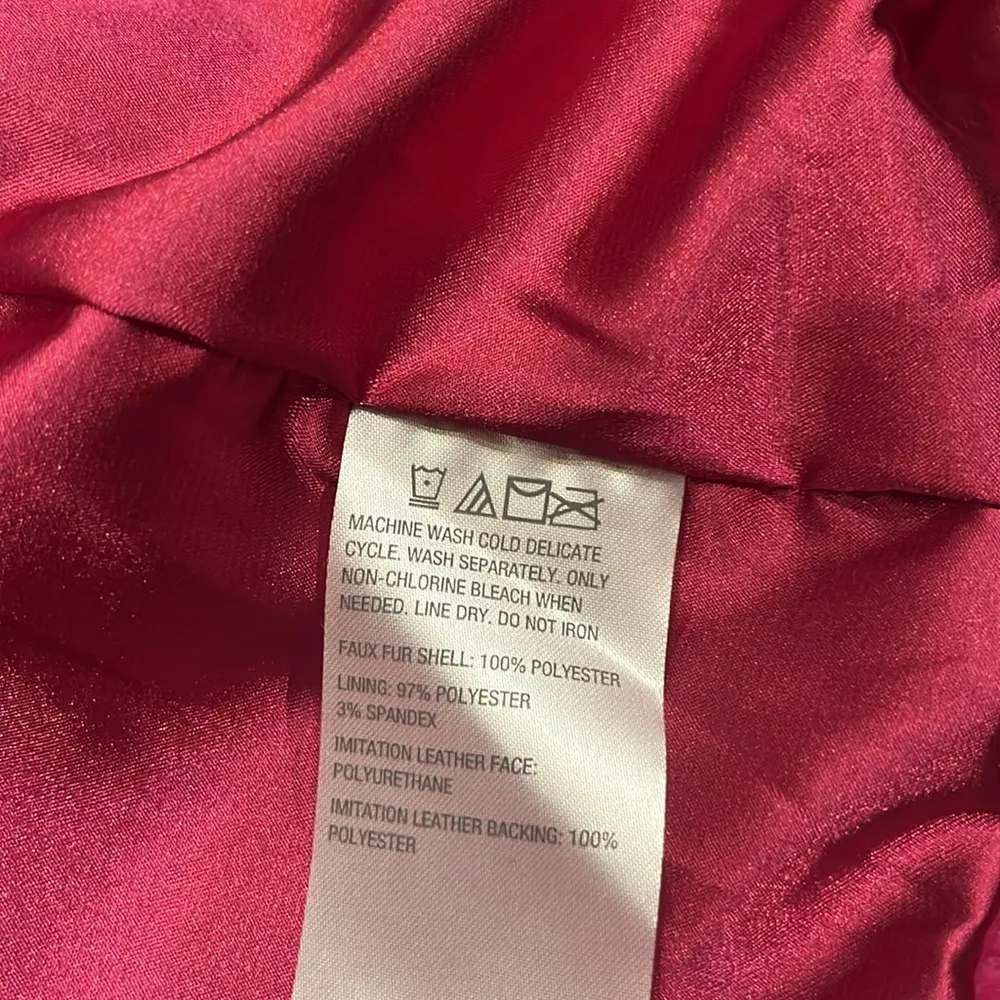 MACHINE WASH COLD DELICATE
CYCLE. WASH SEPARATELY. ONLY
NON-CHLORINE BLEACH WHEN
NEEDED. LINE DRY. DO NOT IRON
FAUX FUR SHELL: 100% POLYESTER
LINING: 97% POLYESTER
3% SPANDEX
IMITATION LEATHER FACE:
POLYURETHANE
IMITATION LEATHER BACKING: 100%
POLYESTER